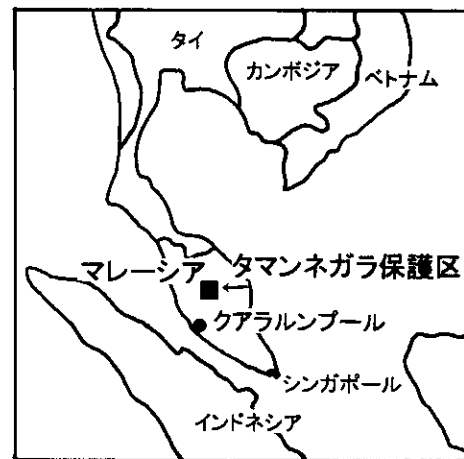 タイ
カンボジア
ベトナム
マレーシア
タマンネガラ保護区
クアラルンプール
シンガポール
インドネシア